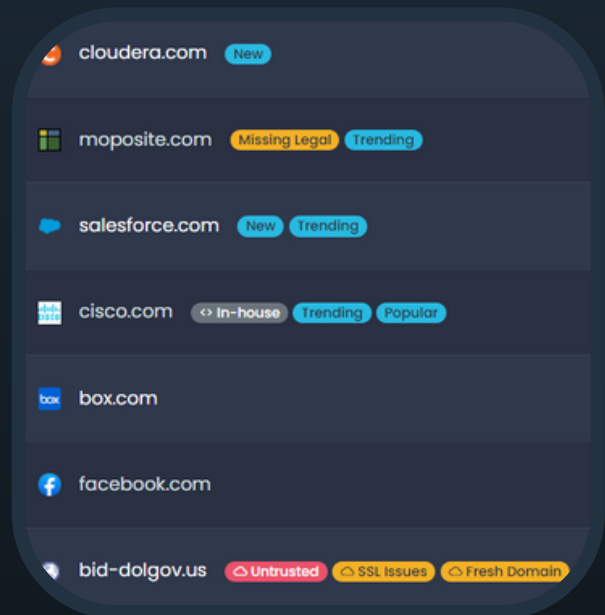 cloudera.com New
moposite.com Missing Legal Trending
salesforce.com New Trending
cisco.com <> In-house Trending Popular
box box.com
facebook.com
bid-dolgov.us Untrusted SSL Issues Fresh Domain